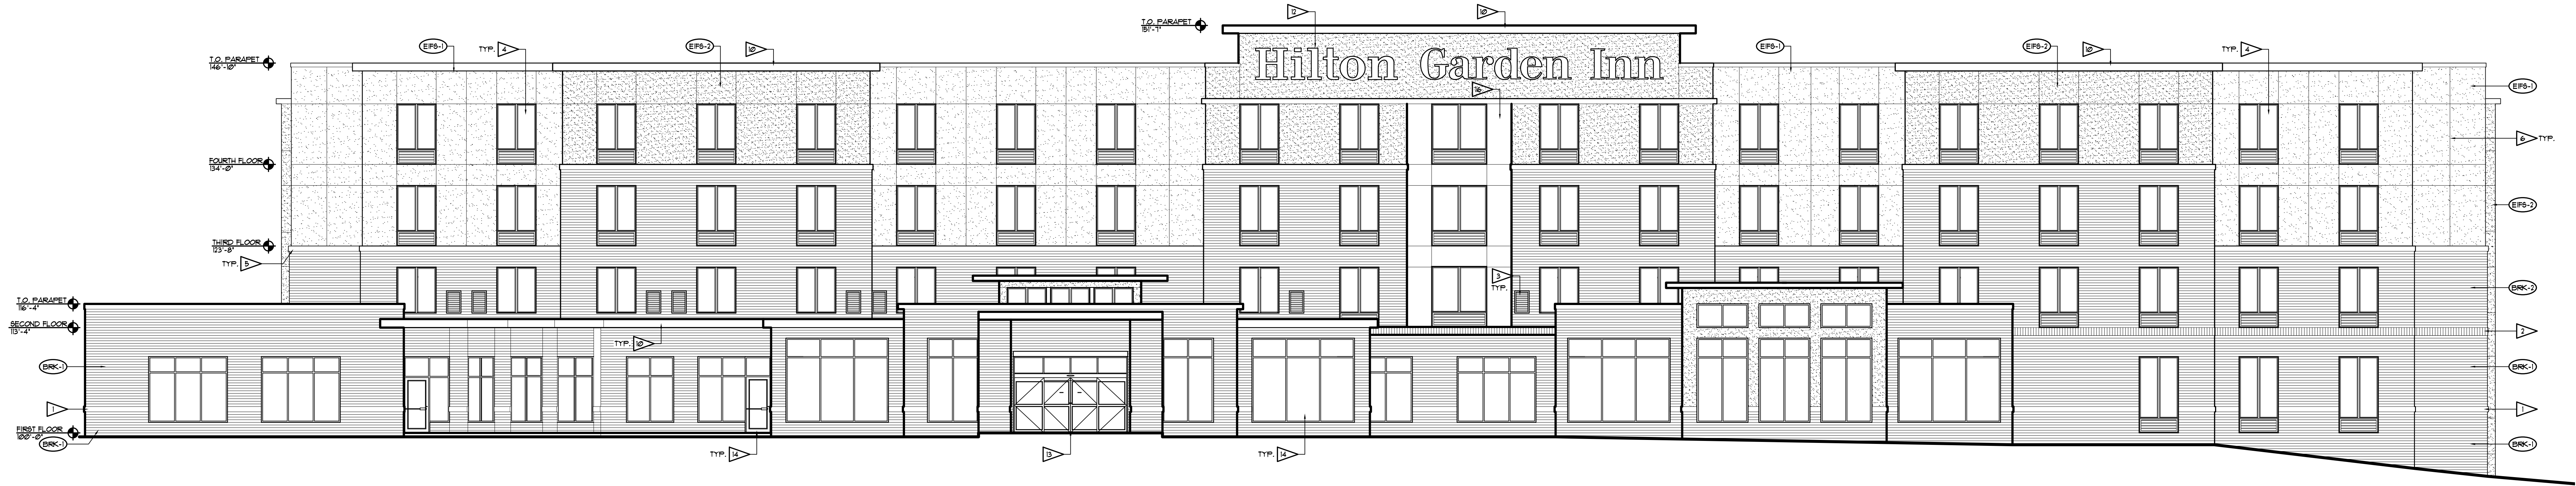 T.O. PARAPET
151'-7"
12
10
EIFS-1
TYP. 4
EIFS-2
10
EIFS-1
EIFS-2
10
TYP. 4
T.O. PARAPET
146'-10"
Hilton Garden Inn
16
EIFS-1
6 TYP.
FOURTH FLOOR
134'-0"
EIFS-2
THIRD FLOOR
123'-8"
TYP. 5
3
TYP.
BRK-2
T.O. PARAPET
116'-4"
SECOND FLOOR
113'-4"
2
TYP. 10
BRK-1
BRK-1
1
1
FIRST FLOOR
100'-0"
BRK-1
BRK-1
TYP. 14
13
TYP. 14